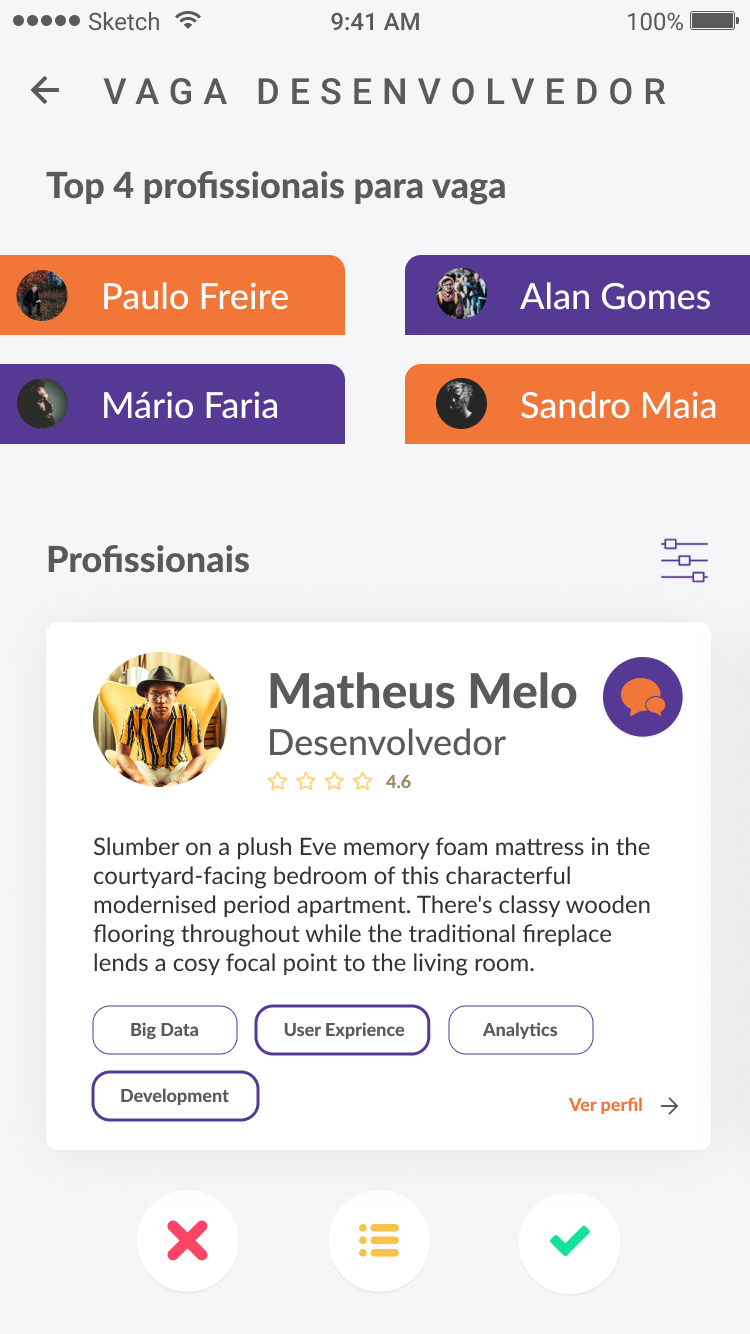 Sketch 9:41 AM 100%
VAGA DESENVOLVEDOR
Top 4 profissionais para vaga
Paulo Freire
Alan Gomes
Mário Faria
Sandro Maia
Profissionais
Matheus Melo
Desenvolvedor
4.6
Slumber on a plush Eve memory foam mattress in the
courtyard-facing bedroom of this characterful
modernised period apartment. There's classy wooden
flooring throughout while the traditional fireplace
lends a cosy focal point to the living room.
Big Data
User Exprience
Analytics
Development
Ver perfil